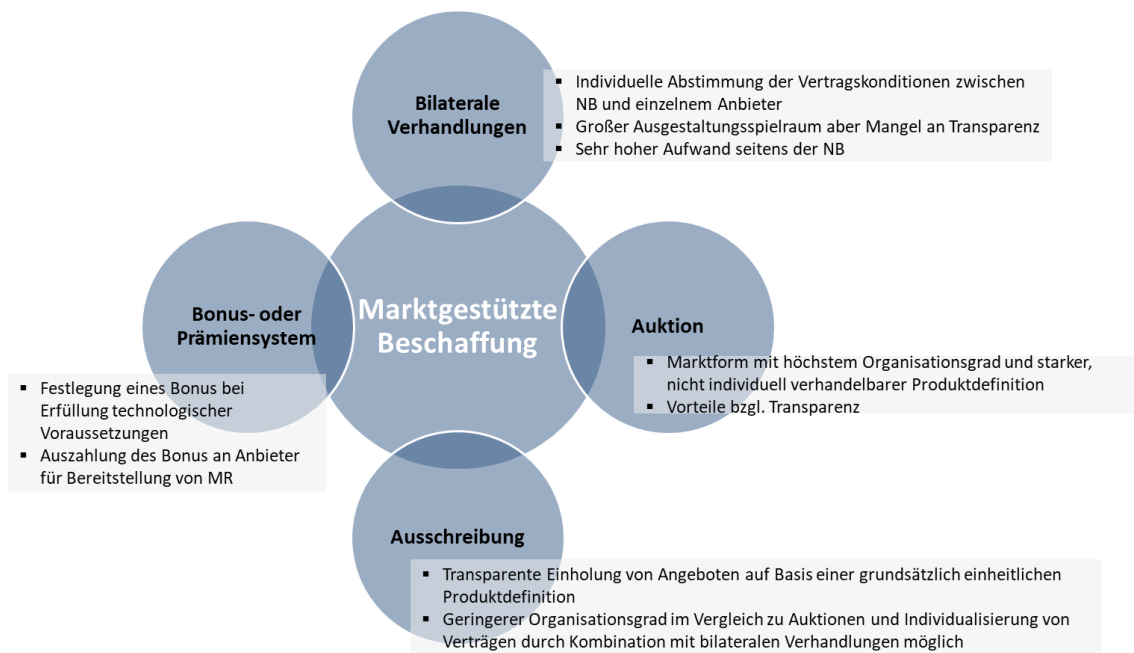 Bilaterale
Verhandlungen
▪ Individuelle Abstimmung der Vertragskonditionen zwischen
NB und einzelnem Anbieter
▪ Großer Ausgestaltungsspielraum aber Mangel an Transparenz
▪ Sehr hoher Aufwand seitens der NB
Bonus- oder
Prämiensystem
▪ Festlegung eines Bonus bei
Erfüllung technologischer
Voraussetzungen
▪ Auszahlung des Bonus an Anbieter
für Bereitstellung von MR
Marktgestützte
Beschaffung
Auktion
▪ Marktform mit höchstem Organisationsgrad und starker,
nicht individuell verhandelbarer Produktdefinition
▪ Vorteile bzgl. Transparenz
Ausschreibung
▪ Transparente Einholung von Angeboten auf Basis einer grundsätzlich einheitlichen
Produktdefinition
▪ Geringerer Organisationsgrad im Vergleich zu Auktionen und Individualisierung von
Verträgen durch Kombination mit bilateralen Verhandlungen möglich